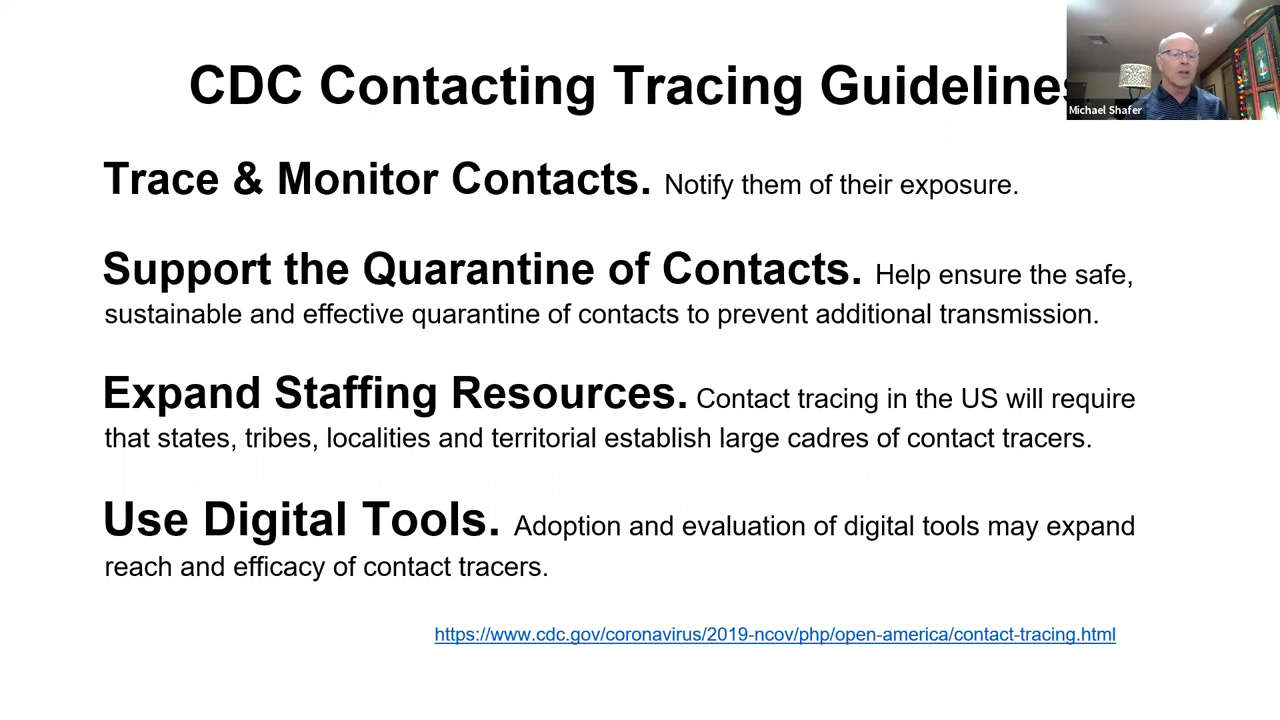 CDC Contacting Tracing Guidelines
Michael Shafer
Trace & Monitor Contacts. Notify them of their exposure.
Support the Quarantine of Contacts. Help ensure the safe,
sustainable and effective quarantine of contacts to prevent additional transmission.
Expand Staffing Resources. Contact tracing in the US will require
that states, tribes, localities and territorial establish large cadres of contact tracers.
Use Digital Tools. Adoption and evaluation of digital tools may expand
reach and efficacy of contact tracers.
https://www.cdc.gov/coronavirus/2019-ncov/php/open-america/contact-tracing.html